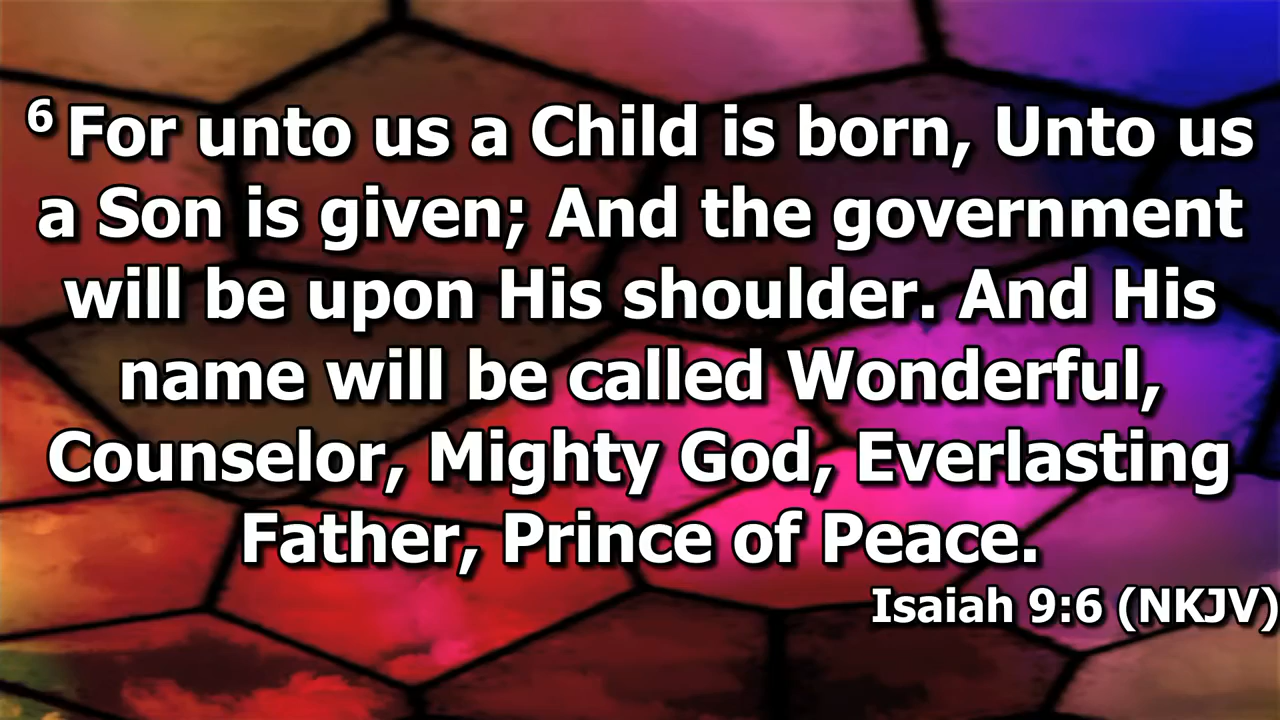 6 For unto us a Child is born, Unto us
a Son is given; And the government
will be upon His shoulder. And His
name will be called Wonderful,
Counselor, Mighty God, Everlasting
Father, Prince of Peace.
Isaiah 9:6 (NKJV)